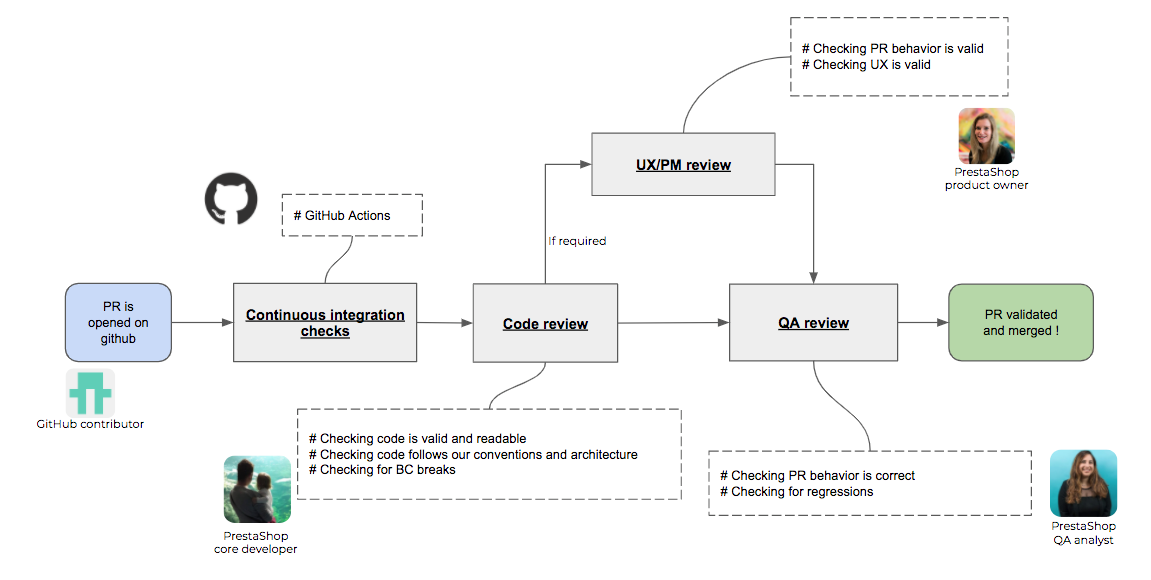 # Checking PR behavior is valid
# Checking UX is valid
PrestaShop
product owner
UX/PM review
# GitHub Actions
If required
PR is
opened on
github
Continuous integration
checks
Code review
QA review
PR validated
and merged !
GitHub contributor
# Checking code is valid and readable
# Checking code follows our conventions and architecture
# Checking for BC breaks
PrestaShop
core developer
# Checking PR behavior is correct
# Checking for regressions
PrestaShop
QA analyst